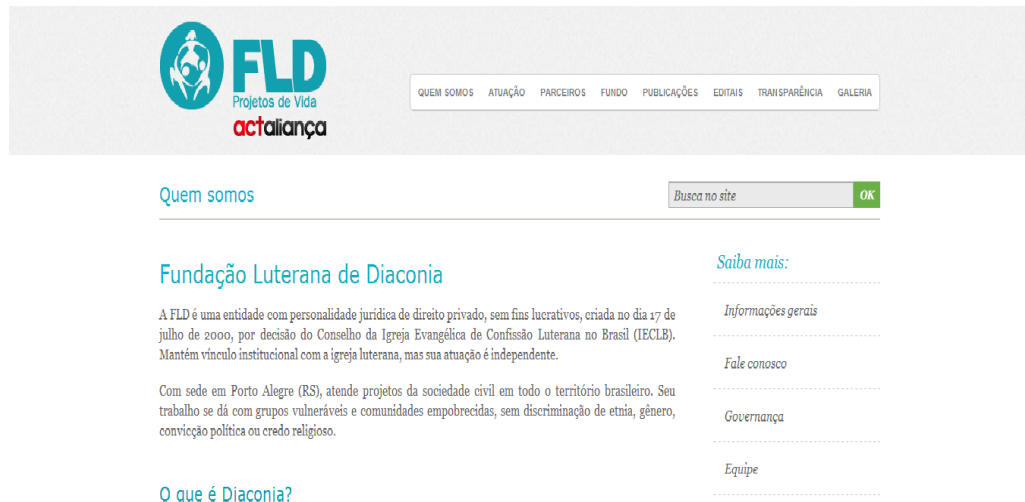 FLD
Projetos de Vida
actaliança
QUEM SOMOS ATUAÇÃO PARCEIROS FUNDO PUBLICAÇÕES EDITAIS TRANSPARÊNCIA GALERIA
Quem somos
Busca no site OK
Fundação Luterana de Diaconia
A FLD é uma entidade com personalidade jurídica de direito privado, sem fins lucrativos, criada no dia 17 de
julho de 2000, por decisão do Conselho da Igreja Evangélica de Confissão Luterana no Brasil (IECLB).
Mantém vínculo institucional com a igreja luterana, mas sua atuação é independente.
Com sede em Porto Alegre (RS), atende projetos da sociedade civil em todo o território brasileiro. Seu
trabalho se dá com grupos vulneráveis e comunidades empobrecidas, sem discriminação de etnia, gênero,
convicção política ou credo religioso.
O que é Diaconia?
Saiba mais:
Informações gerais
Fale conosco
Governança
Equipe